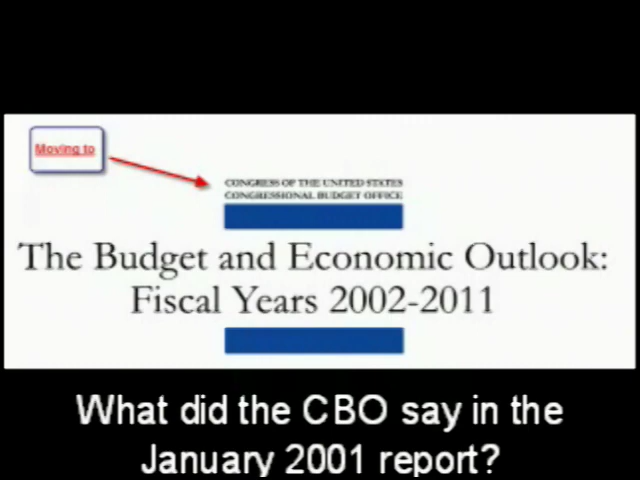 Moving to
CONGRESS OF THE UNITED STATES
CONGRESSIONAL BUDGET OFFICE
The Budget and Economic Outlook:
Fiscal Years 2002-2011
What did the CBO say in the
January 2001 report?